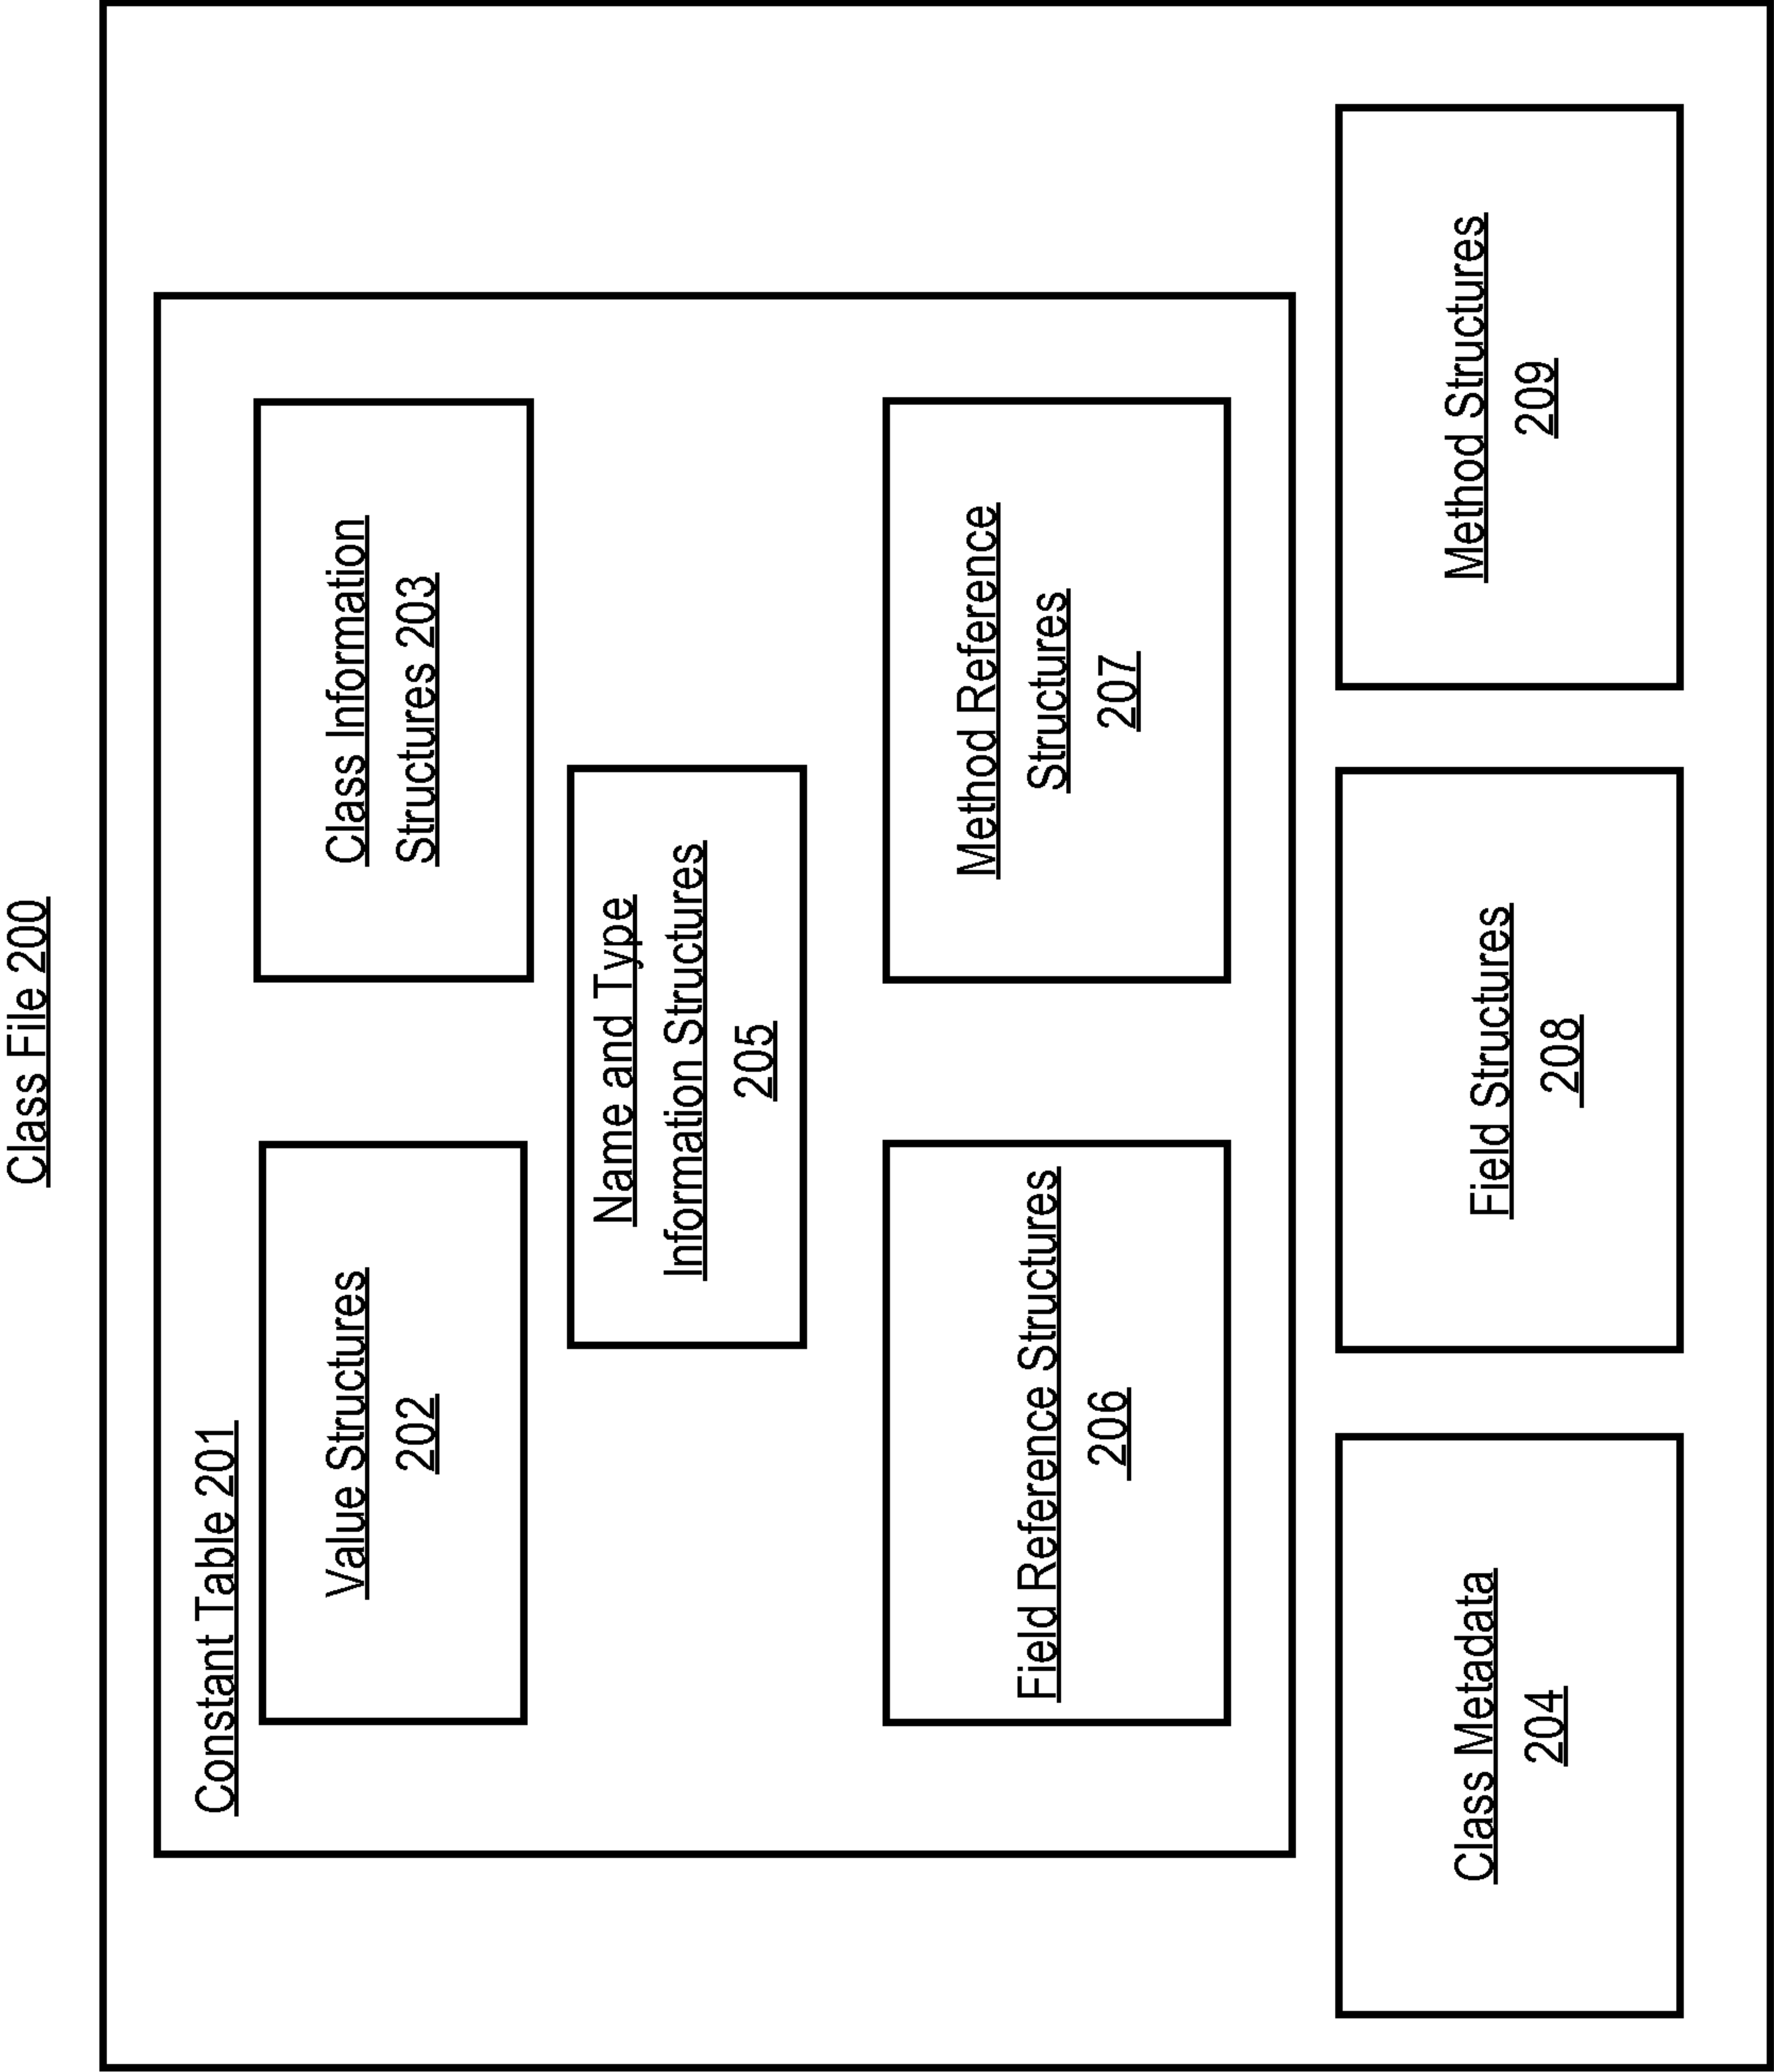 Class File 200
Constant Table 201
Value Structures
202
Class Information
Structures 203
Name and Type
Information Structures
205
Field Reference Structures
206
Method Reference
Structures
207
Class Metadata
204
Field Structures
208
Method Structures
209